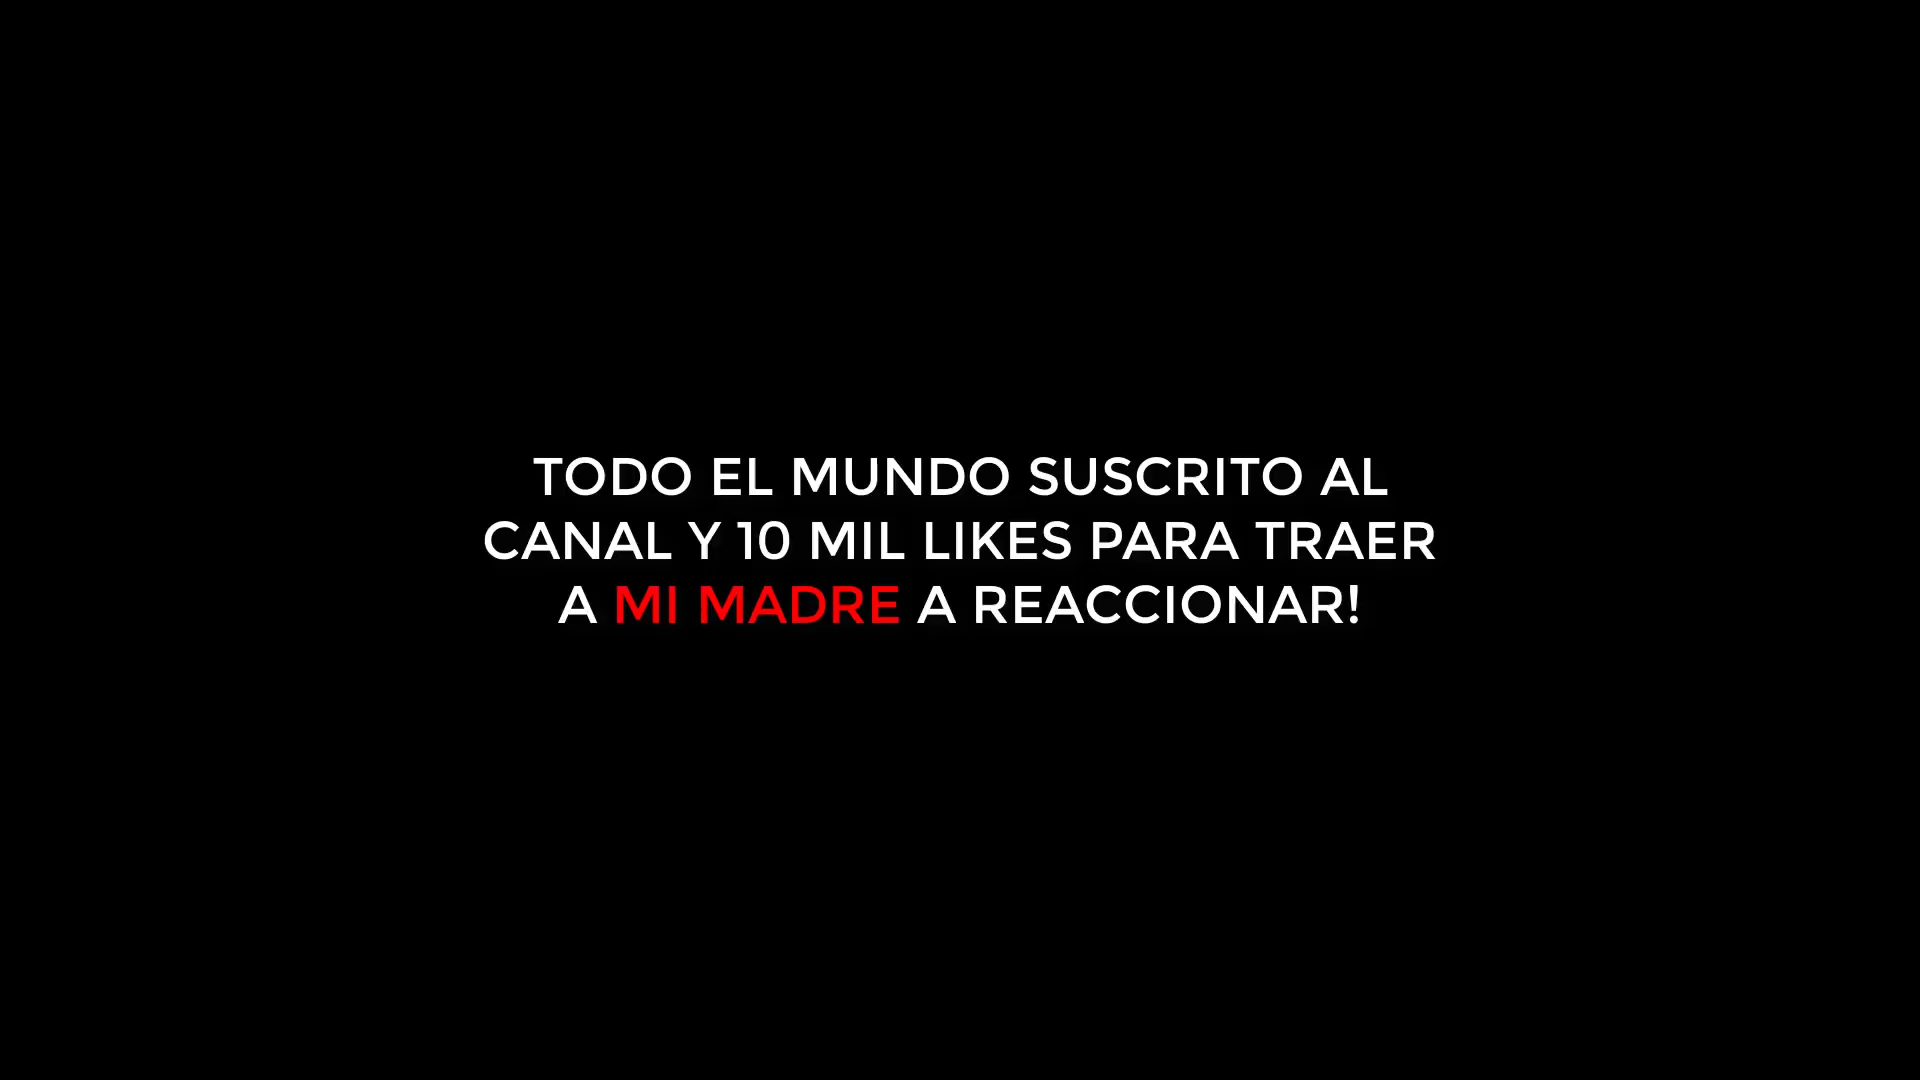 TODO EL MUNDO SUSCRITO AL
CANAL Y 10 MIL LIKES PARA TRAER
A MI MADRE A REACCIONAR!